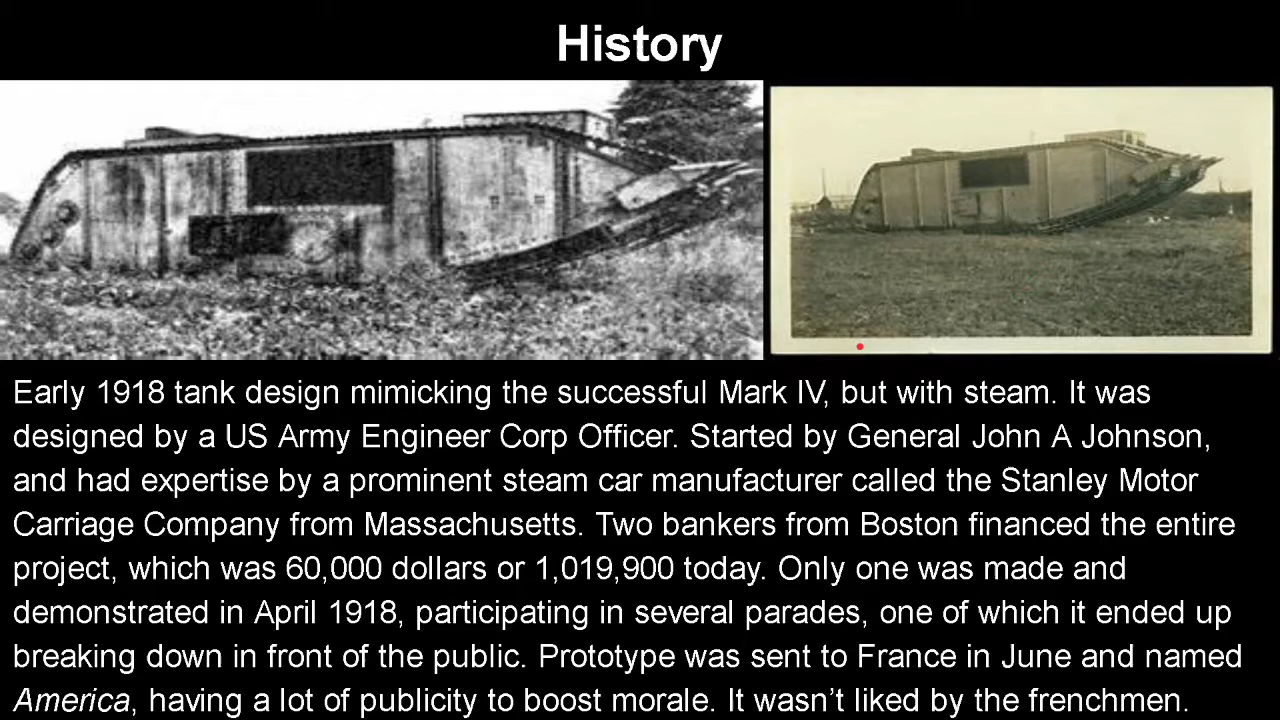 History
Early 1918 tank design mimicking the successful Mark IV, but with steam. It was
designed by a US Army Engineer Corp Officer. Started by General John A Johnson,
and had expertise by a prominent steam car manufacturer called the Stanley Motor
Carriage Company from Massachusetts. Two bankers from Boston financed the entire
project, which was 60,000 dollars or 1,019,900 today. Only one was made and
demonstrated in April 1918, participating in several parades, one of which it ended up
breaking down in front of the public. Prototype was sent to France in June and named
America, having a lot of publicity to boost morale. It wasn’t liked by the frenchmen.